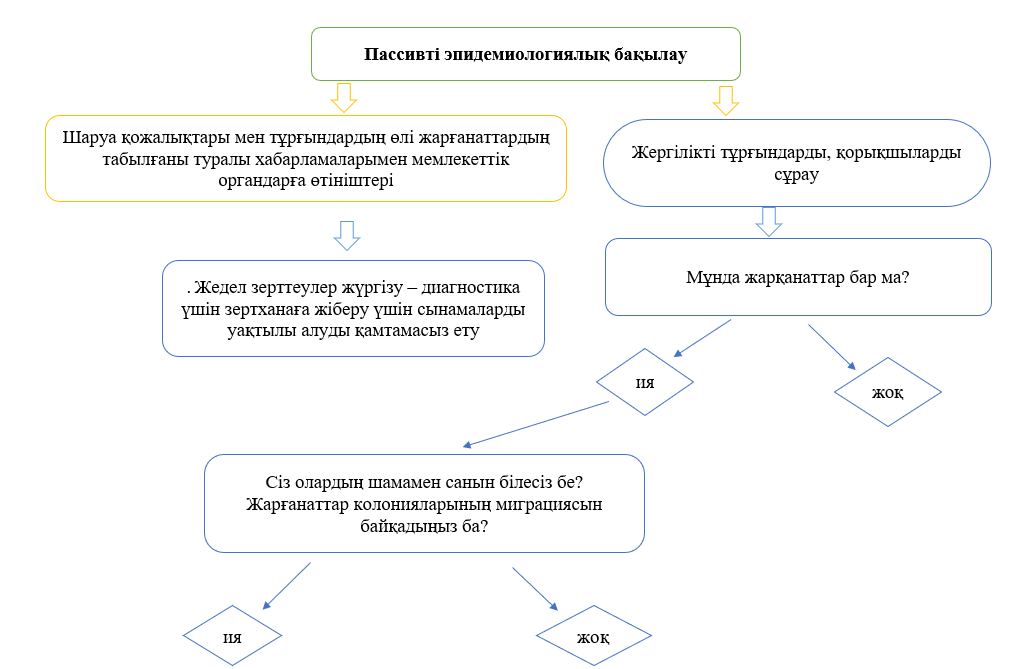 Пассивті эпидемиологиялық бақылау
Шаруа қожалықтары мен тұрғындардың өлі жарғанаттардың
табылғаны туралы хабарламаларымен мемлекеттік
органдарға өтініштері
Жергілікті тұрғындарды, қорықшыларды
сұрау
. Жедел зерттеулер жүргізу – диагностика
үшін зертханаға жіберу үшін сынамаларды
уақтылы алуды қамтамасыз ету
Мұнда жарқанаттар бар ма?
ия
жоқ
Сіз олардың шамамен санын білесіз бе?
Жарғанаттар колонияларының миграциясын
байқадыңыз ба?
ия
жоқ